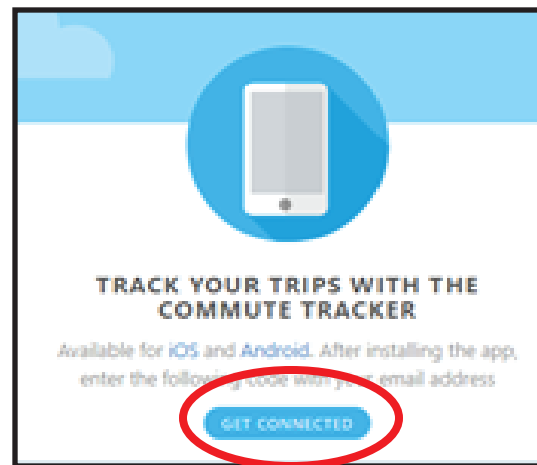 TRACK YOUR TRIPS WITH THE
COMMUTE TRACKER
Available for iOS and Android. After installing the app,
enter the following code with your email address
GET CONNECTED